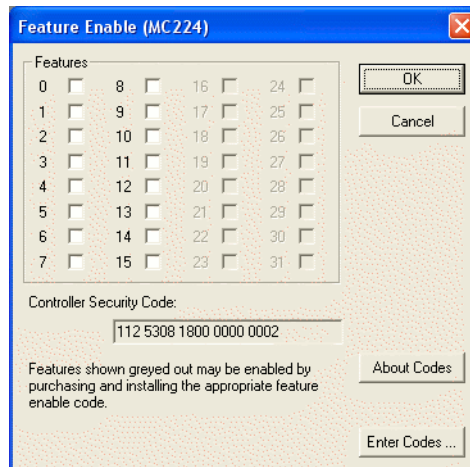 Feature Enable (MC224)
Features
0 8 16 24
1 9 17 25
2 10 18 26
3 11 19 27
4 12 20 28
5 13 21 29
6 14 22 30
7 15 23 31
OK
Cancel
Controller Security Code:
112 5308 1800 0000 0002
Features shown greyed out may be enabled by
purchasing and installing the appropriate feature
enable code.
About Codes
Enter Codes ...